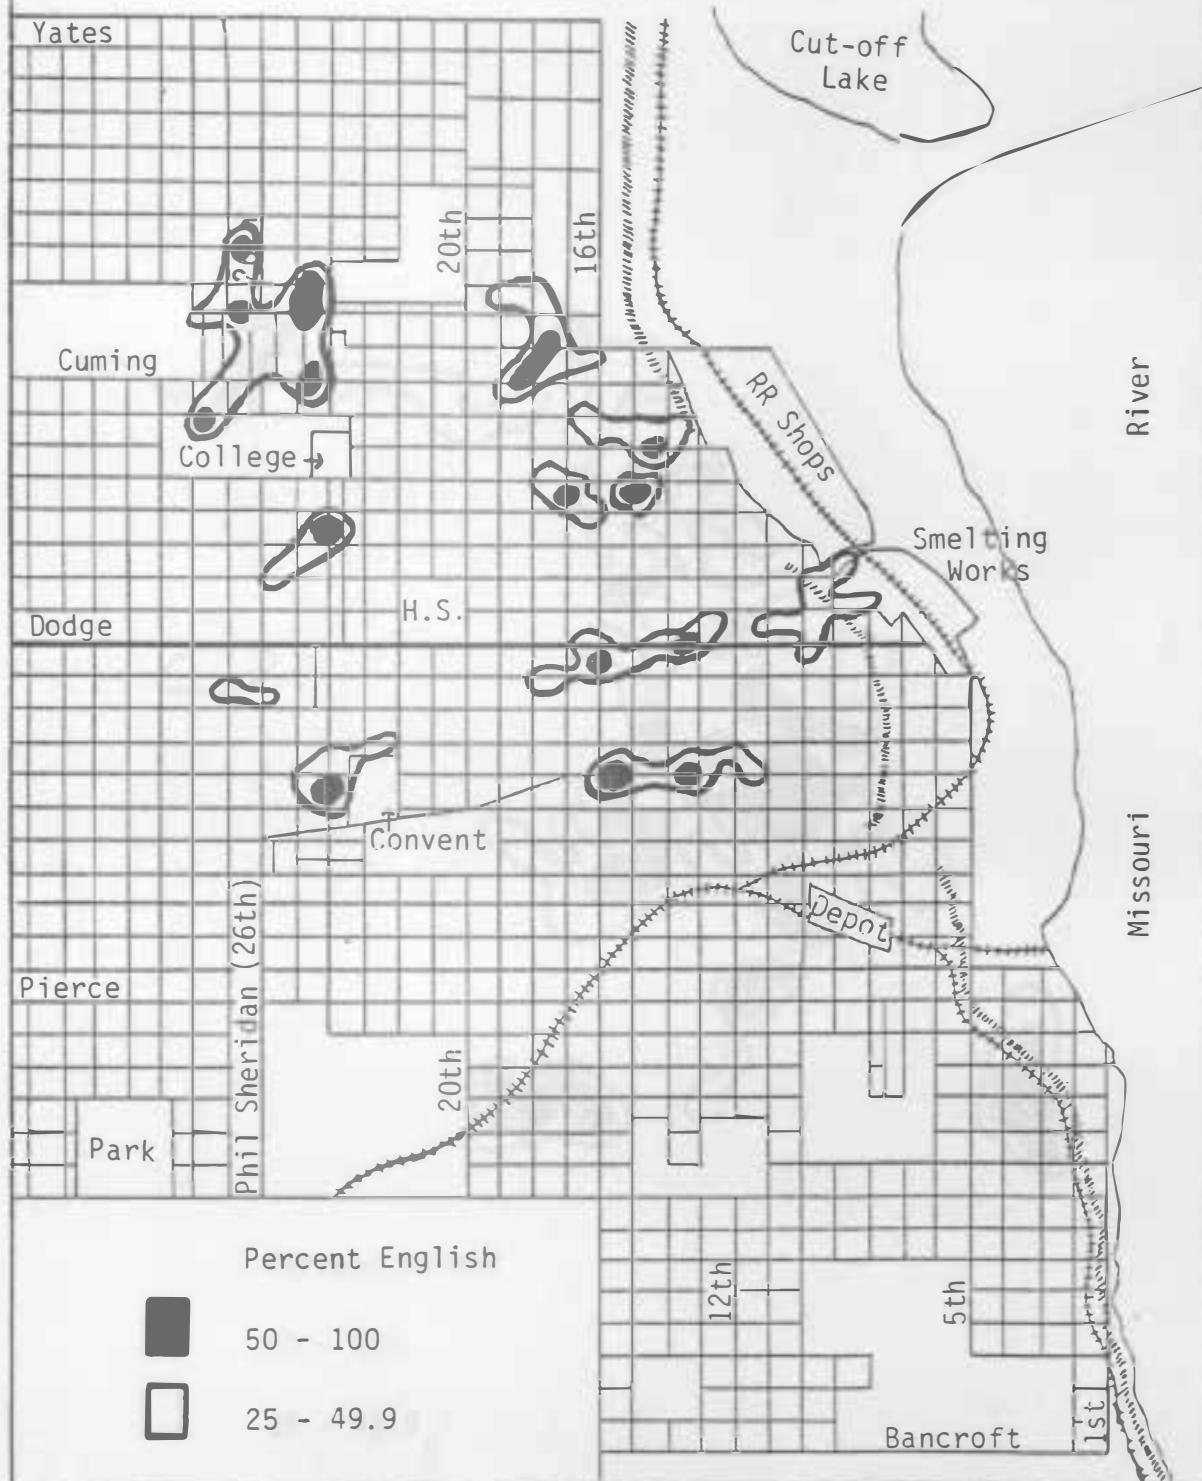 Yates
Cut-off
Lake
20th
16th
Cuming
RR Shops
River
College
Smelting
Works
H.S.
Dodge
Convent
Missouri
Depot
Phil Sheridan (26th)
Pierce
20th
Park
Percent English
50 - 100
25 - 49.9
12th
5th
1st
Bancroft